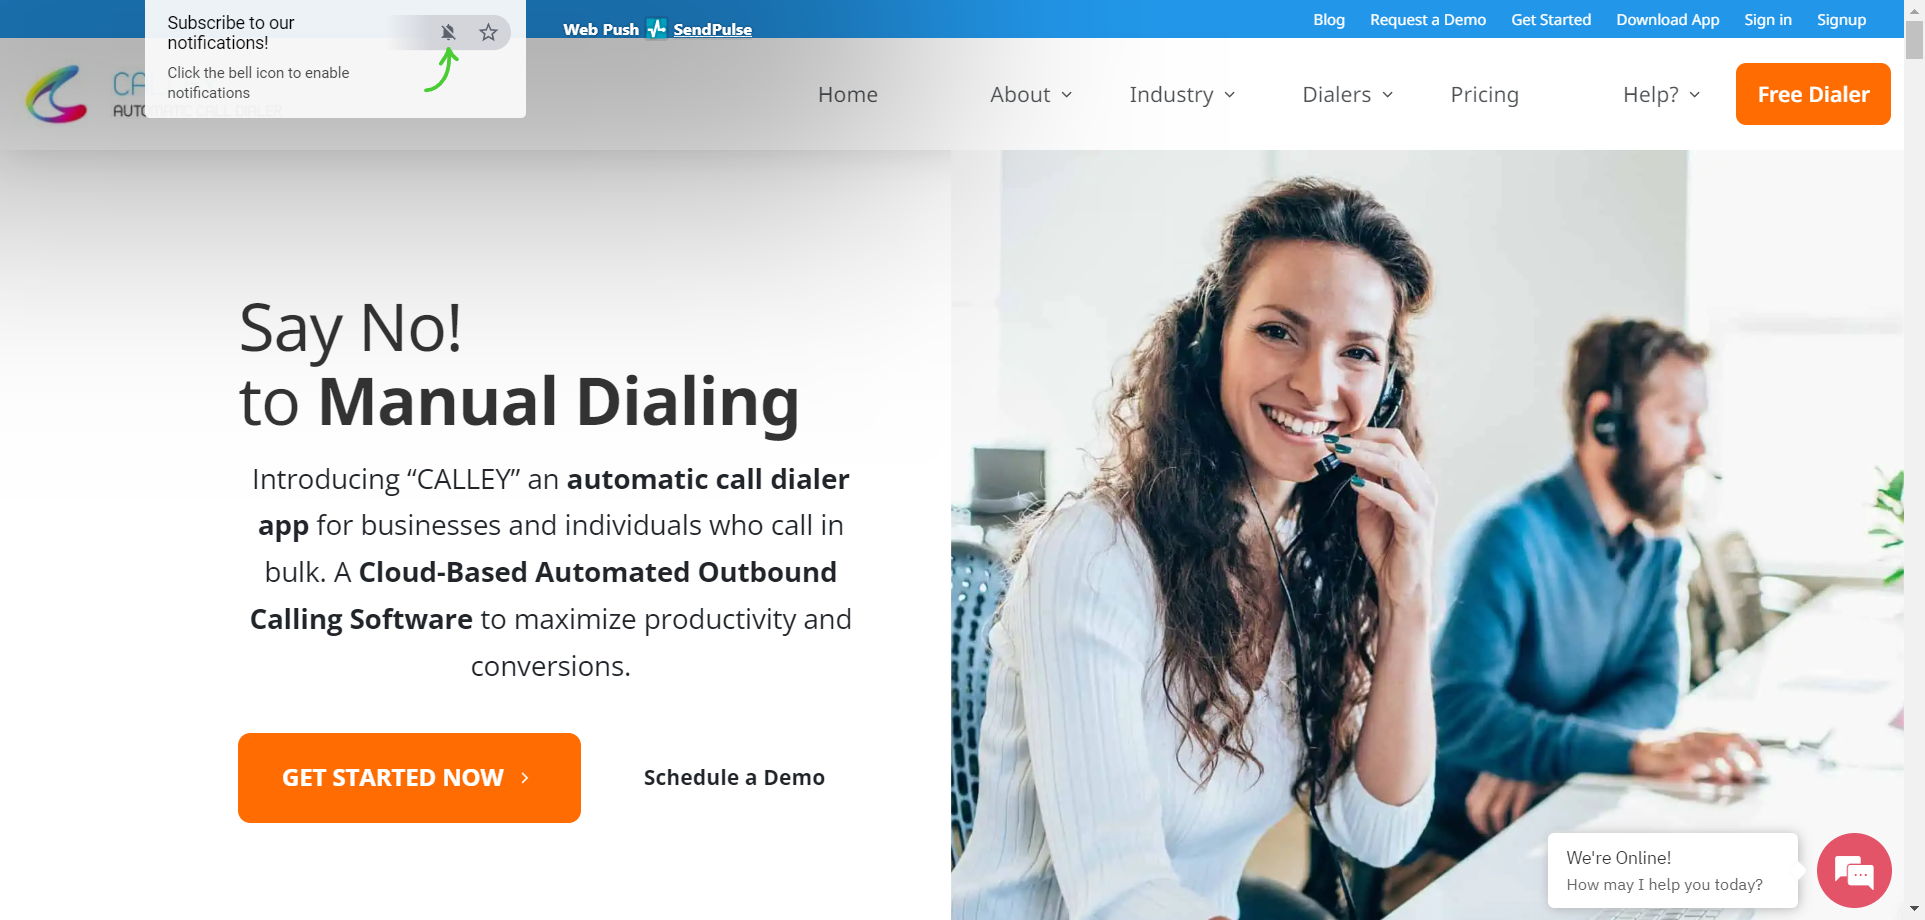 Subscribe to our
notifications!
Click the bell icon to enable
notifications
Web Push SendPulse
Blog Request a Demo Get Started Download App Sign in Signup
CA
AUTOMATIC CALL DIALER
Home About Industry Dialers Pricing Help? Free Dialer
Say No!
to Manual Dialing
Introducing “CALLEY” an automatic call dialer
app for businesses and individuals who call in
bulk. A Cloud-Based Automated Outbound
Calling Software to maximize productivity and
conversions.
GET STARTED NOW
Schedule a Demo
We're Online!
How may I help you today?